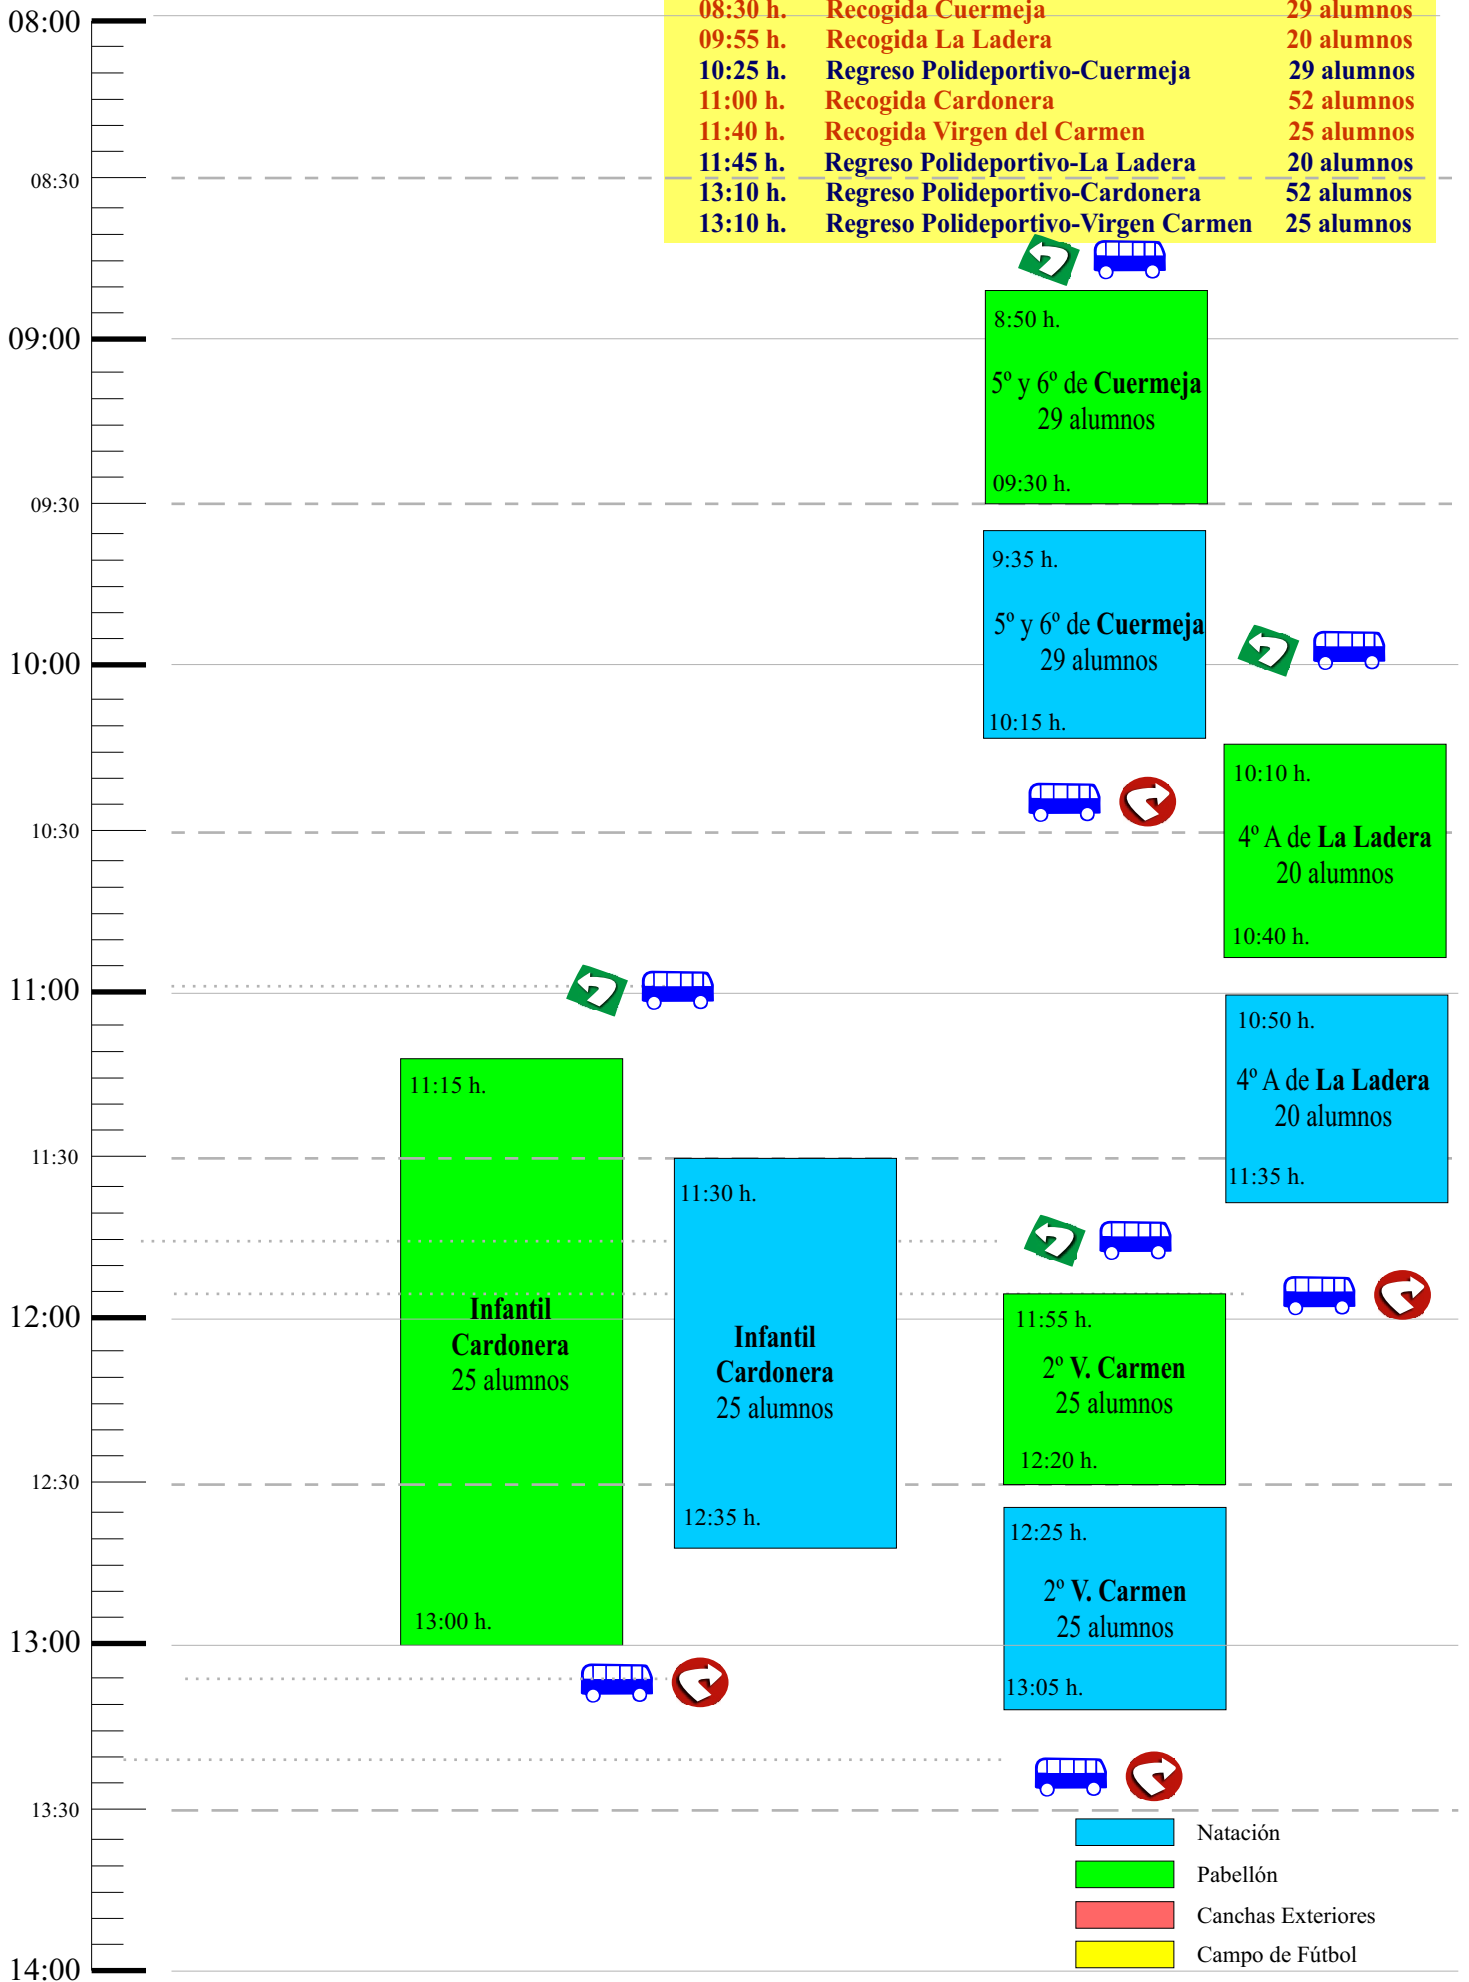 08:30 h. Recogida Cuermeja 29 alumnos
09:55 h. Recogida La Ladera 20 alumnos
10:25 h. Regreso Polideportivo-Cuermeja 29 alumnos
11:00 h. Recogida Cardonera 52 alumnos
11:40 h. Recogida Virgen del Carmen 25 alumnos
11:45 h. Regreso Polideportivo-La Ladera 20 alumnos
13:10 h. Regreso Polideportivo-Cardonera 52 alumnos
13:10 h. Regreso Polideportivo-Virgen Carmen 25 alumnos
08:00
08:30
09:00
09:30
10:00
10:30
11:00
11:30
12:00
12:30
13:00
13:30
14:00
8:50 h.
5º y 6º de Cuermeja
29 alumnos
09:30 h.
9:35 h.
5º y 6º de Cuermeja
29 alumnos
10:15 h.
10:10 h.
4º A de La Ladera
20 alumnos
10:40 h.
10:50 h.
4º A de La Ladera
20 alumnos
11:35 h.
11:15 h.
Infantil
Cardonera
25 alumnos
13:00 h.
11:30 h.
Infantil
Cardonera
25 alumnos
12:35 h.
11:55 h.
2º V. Carmen
25 alumnos
12:20 h.
12:25 h.
2º V. Carmen
25 alumnos
13:05 h.
Natación
Pabellón
Canchas Exteriores
Campo de Fútbol